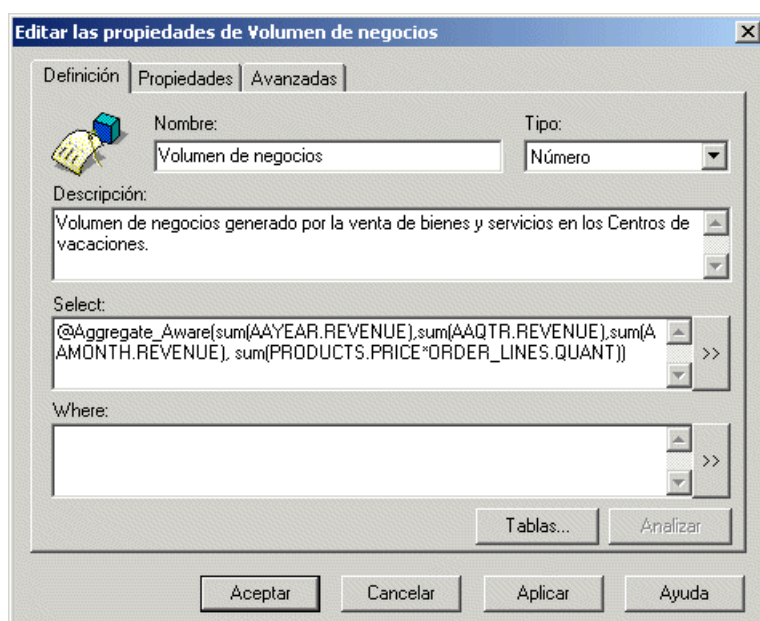 Editar las propiedades de Volumen de negocios
Definición Propiedades Avanzadas
Nombre: Tipo:
Volumen de negocios Número
Descripción:
Volumen de negocios generado por la venta de bienes y servicios en los Centros de
vacaciones.
Select:
@Aggregate_Aware(sum(AAYEAR.REVENUE),sum(AAQTR.REVENUE),sum(A
AMONTH.REVENUE), sum(PRODUCTS.PRICE*ORDER_LINES.QUANT))
>>
Where:
>>
Tablas... Analizar
Aceptar Cancelar Aplicar Ayuda